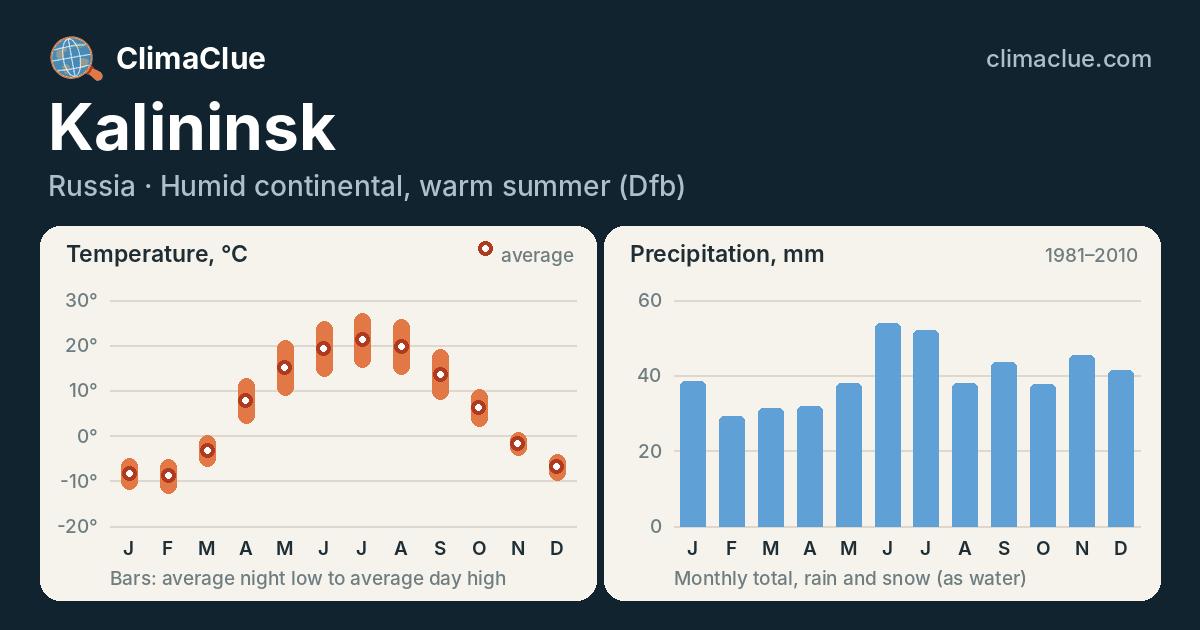 ClimaClue
climaclue.com
Kalininsk
Russia · Humid continental, warm summer (Dfb)
Temperature, °C
average
30°
20°
10°
0°
-10°
-20°
J F M A M J J A S O N D
Bars: average night low to average day high
Precipitation, mm
1981–2010
60
40
20
0
J F M A M J J A S O N D
Monthly total, rain and snow (as water)